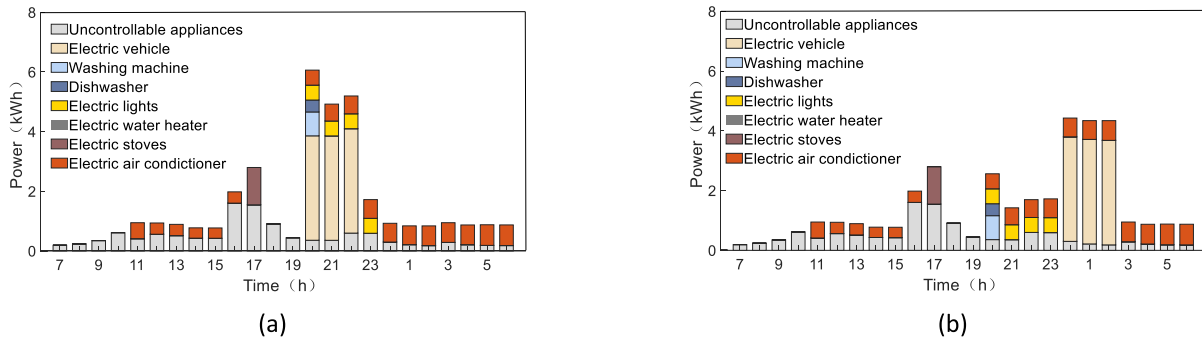 8
6
4
2
0
Power（kWh）
Uncontrollable appliances
Electric vehicle
Washing machine
Dishwasher
Electric lights
Electric water heater
Electric stoves
Electric air condictioner
7 9 11 13 15 17 19 21 23 1 3 5
Time（h）
(a)
8
6
4
2
0
Power（kWh）
Uncontrollable appliances
Electric vehicle
Washing machine
Dishwasher
Electric lights
Electric water heater
Electric stoves
Electric air condictioner
7 9 11 13 15 17 19 21 23 1 3 5
Time（h）
(b)